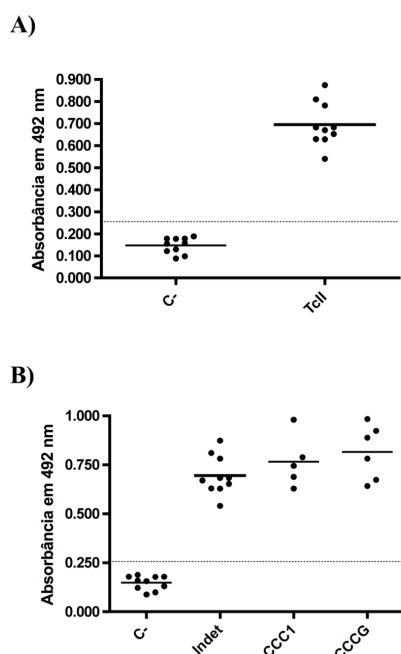 A)
Absorbância em 492 nm
0.900
0.800
0.700
0.600
0.500
0.400
0.300
0.200
0.100
0.000
C-
TcII
B)
Absorbância em 492 nm
1.000
0.750
0.500
0.250
0.000
C-
Indet
CCC1
CCCG